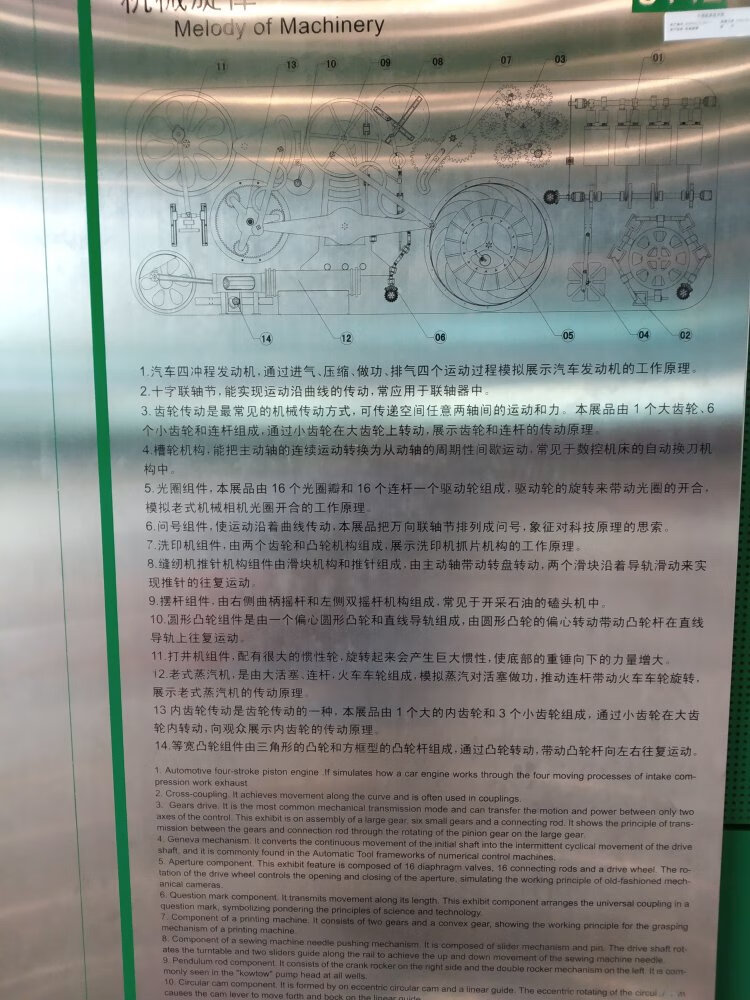 机械旋律
Melody of Machinery
11 13 10 09 08 07 03 01
14 12 06 05 04 02
1.汽车四冲程发动机,通过进气、压缩、做功、排气四个运动过程模拟展示汽车发动机的工作原理。
2.十字联轴节,能实现运动沿曲线的传动,常应用于联轴器中。
3.齿轮传动是最常见的机械传动方式,可传递空间任意两轴间的运动和力。本展品由1个大齿轮、6
个小齿轮和连杆组成,通过小齿轮在大齿轮上转动,展示齿轮和连杆的传动原理。
4.槽轮机构,能把主动轴的连续运动转换为从动轴的周期性间歇运动,常见于数控机床的自动换刀机
构中。
5.光圈组件,本展品由16个光圈瓣和16个连杆一个驱动轮组成,驱动轮的旋转来带动光圈的开合,
模拟老式机械相机光圈开合的工作原理。
6.问号组件,使运动沿着曲线传动,本展品把万向联轴节排列成问号,象征对科技原理的思索。
7.洗印机组件,由两个齿轮和凸轮机构组成,展示洗印机抓片机构的工作原理。
8.缝纫机推针机构组件由滑块机构和推针组成,由主动轴带动转盘转动,两个滑块沿着导轨滑动来实
现推针的往复运动。
9.摆杆组件,由右侧曲柄摇杆和左侧双摇杆机构组成,常见于开采石油的磕头机中。
10.圆形凸轮组件是由一个偏心圆形凸轮和直线导轨组成,由圆形凸轮的偏心转动带动凸轮杆在直线
导轨上往复运动。
11.打井机组件,配有很大的惯性轮,旋转起来会产生巨大惯性,使底部的重锤向下的力量增大。
12.老式蒸汽机,是由大活塞、连杆,火车车轮组成,模拟蒸汽对活塞做功,推动连杆带动火车车轮旋转,
展示老式蒸汽机的传动原理。
13内齿轮传动是齿轮传动的一种,本展品由1个大的内齿轮和3个小齿轮组成,通过小齿轮在大齿
轮内转动,向观众展示内齿轮的传动原理。
14.等宽凸轮组件由三角形的凸轮和方框型的凸轮杆组成,通过凸轮转动,带动凸轮杆向左右往复运动。
1. Automotive four-stroke piston engine .If simulates how a car engine works through the four moving processes of intake com-
pression work exhaust
2. Cross-coupling. It achieves movement along the curve and is often used in couplings.
3. Gears drive. It is the most common mechanical transmission mode and can transfer the motion and power between only two
axes of the control. This exhibit is on assembly of a large gear, six small gears and a connecting rod. It shows the principle of trans-
mission between the gears and connection rod through the rotating of the pinion gear on the large gear.
4. Geneva mechanism. It converts the continuous movement of the initial shaft into the intermittent cyclical movement of the drive
shaft, and it is commonly found in the Automatic Tool frameworks of numerical control machines.
5. Aperture component. This exhibit feature is composed of 16 diaphragm valves, 16 connecting rods and a drive wheel. The ro-
tation of the drive wheel controls the opening and closing of the aperture, simulating the working principle of old-fashioned mech-
anical cameras.
6. Question mark component. It transmits movement along its length. This exhibit component arranges the universal coupling in a
question mark, symbolizing pondering the principles of science and technology.
7. Component of a printing machine. It consists of two gears and a convex gear, showing the working principle for the grasping
mechanism of a printing machine.
8. Component of a sewing machine needle pushing mechanism. It is composed of slider mechanism and pin. The drive shaft rot-
ates the turntable and two sliders guide along the rail to achieve the up and down movement of the sewing machine needle.
9. Pendulum rod component. It consists of the crank rocker on the right side and the double rocker mechanism on the left. It is com-
monly seen in the "kowtow" pump head at all wells.
10. Circular cam component. It is formed by on eccentric circular cam and a linear guide. The eccentric rotating of the
causes the cam lever to move forth and bock on the linear guide